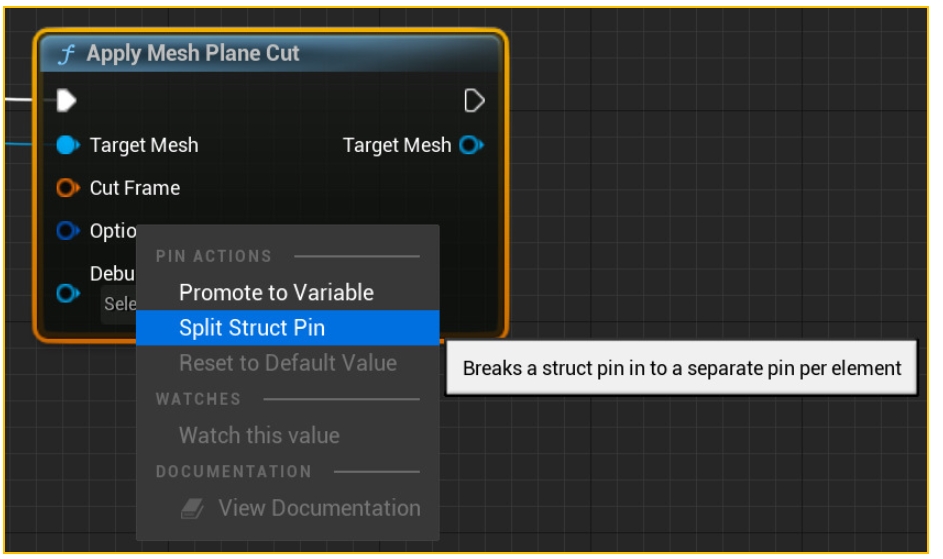 f Apply Mesh Plane Cut
Target Mesh Target Mesh
Cut Frame
Optio
PIN ACTIONS
Debu
Promote to Variable
Sele
Split Struct Pin
Reset to Default Value
Breaks a struct pin in to a separate pin per element
WATCHES
Watch this value
DOCUMENTATION
View Documentation